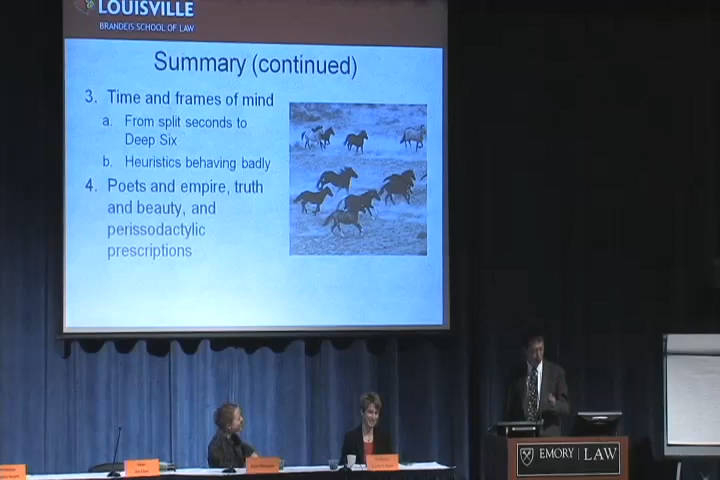 LOUISVILLE
BRANDEIS SCHOOL OF LAW
Summary (continued)
3. Time and frames of mind
a. From split seconds to
Deep Six
b. Heuristics behaving badly
4. Poets and empire, truth
and beauty, and
perissodactylic
prescriptions
EMORY | LAW